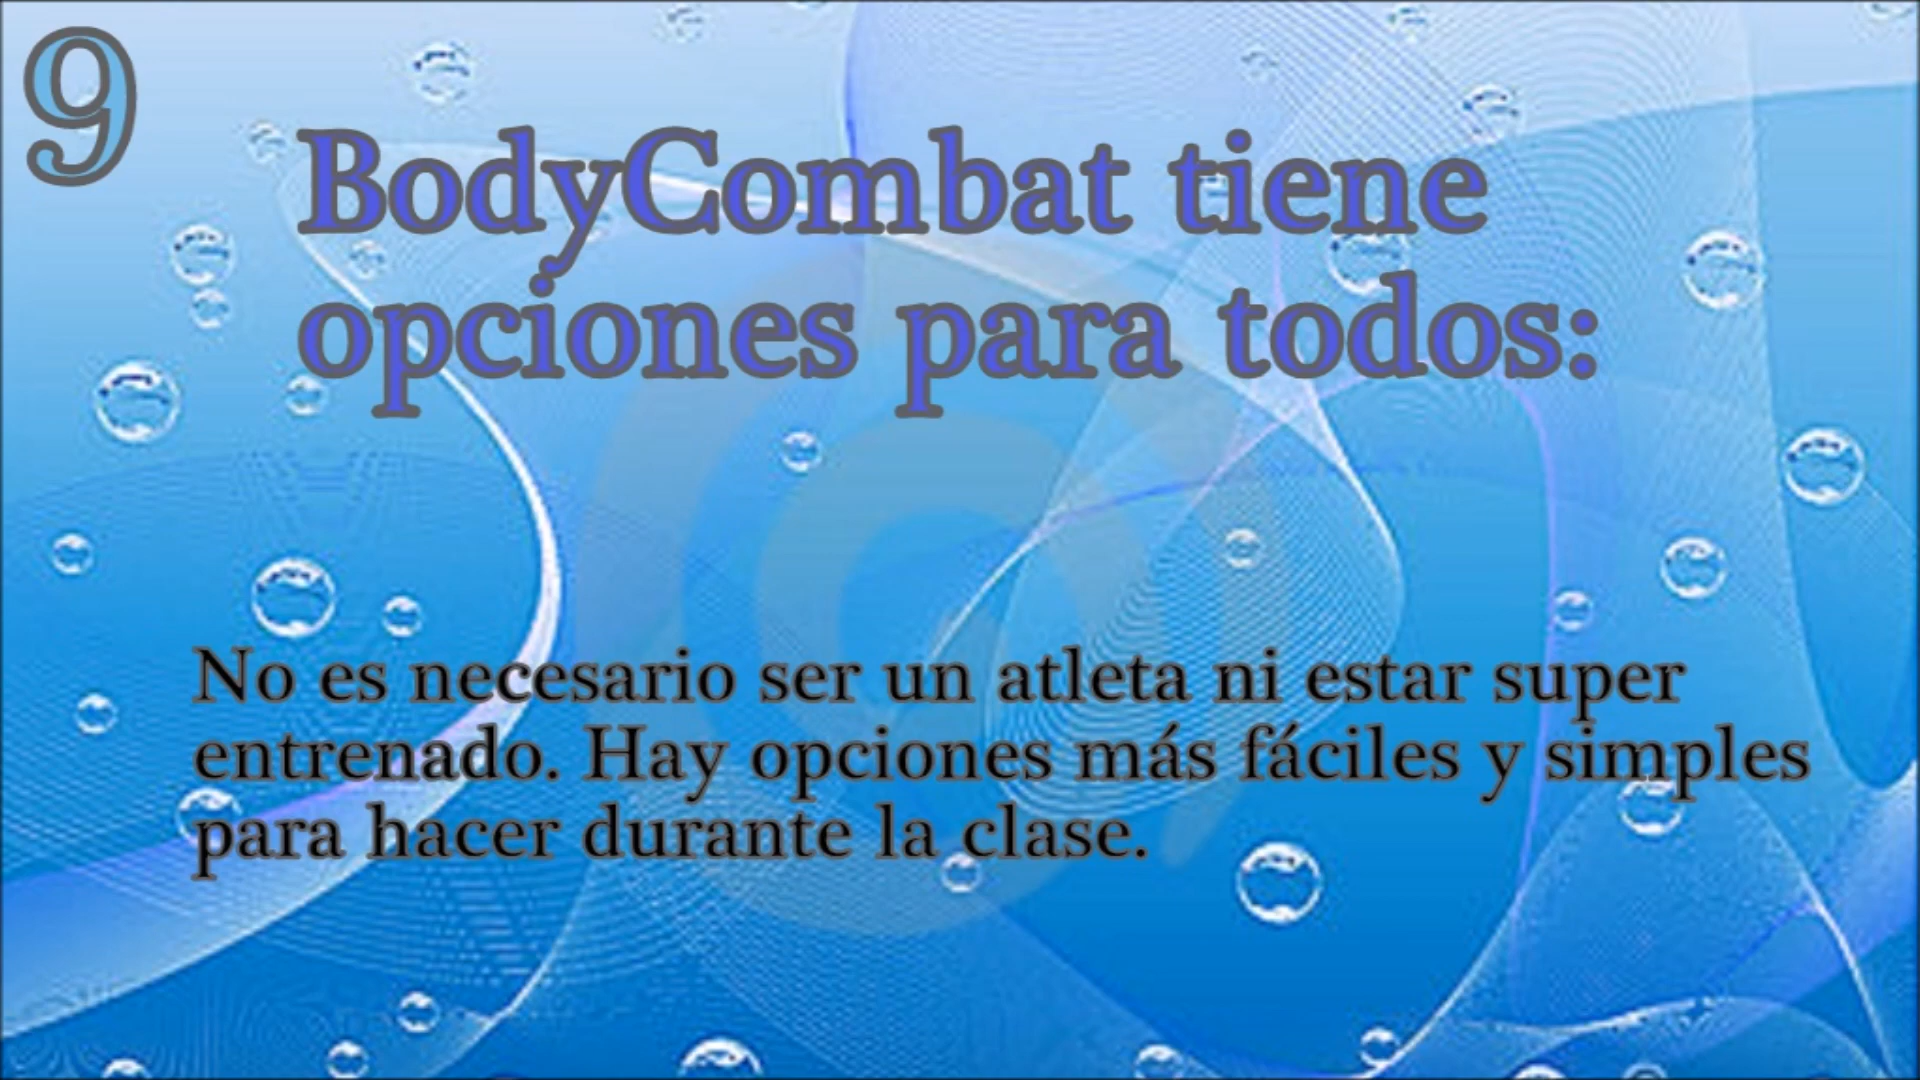 9
BodyCombat tiene
opciones para todos:
No es necesario ser un atleta ni estar super
entrenado. Hay opciones más fáciles y simples
para hacer durante la clase.